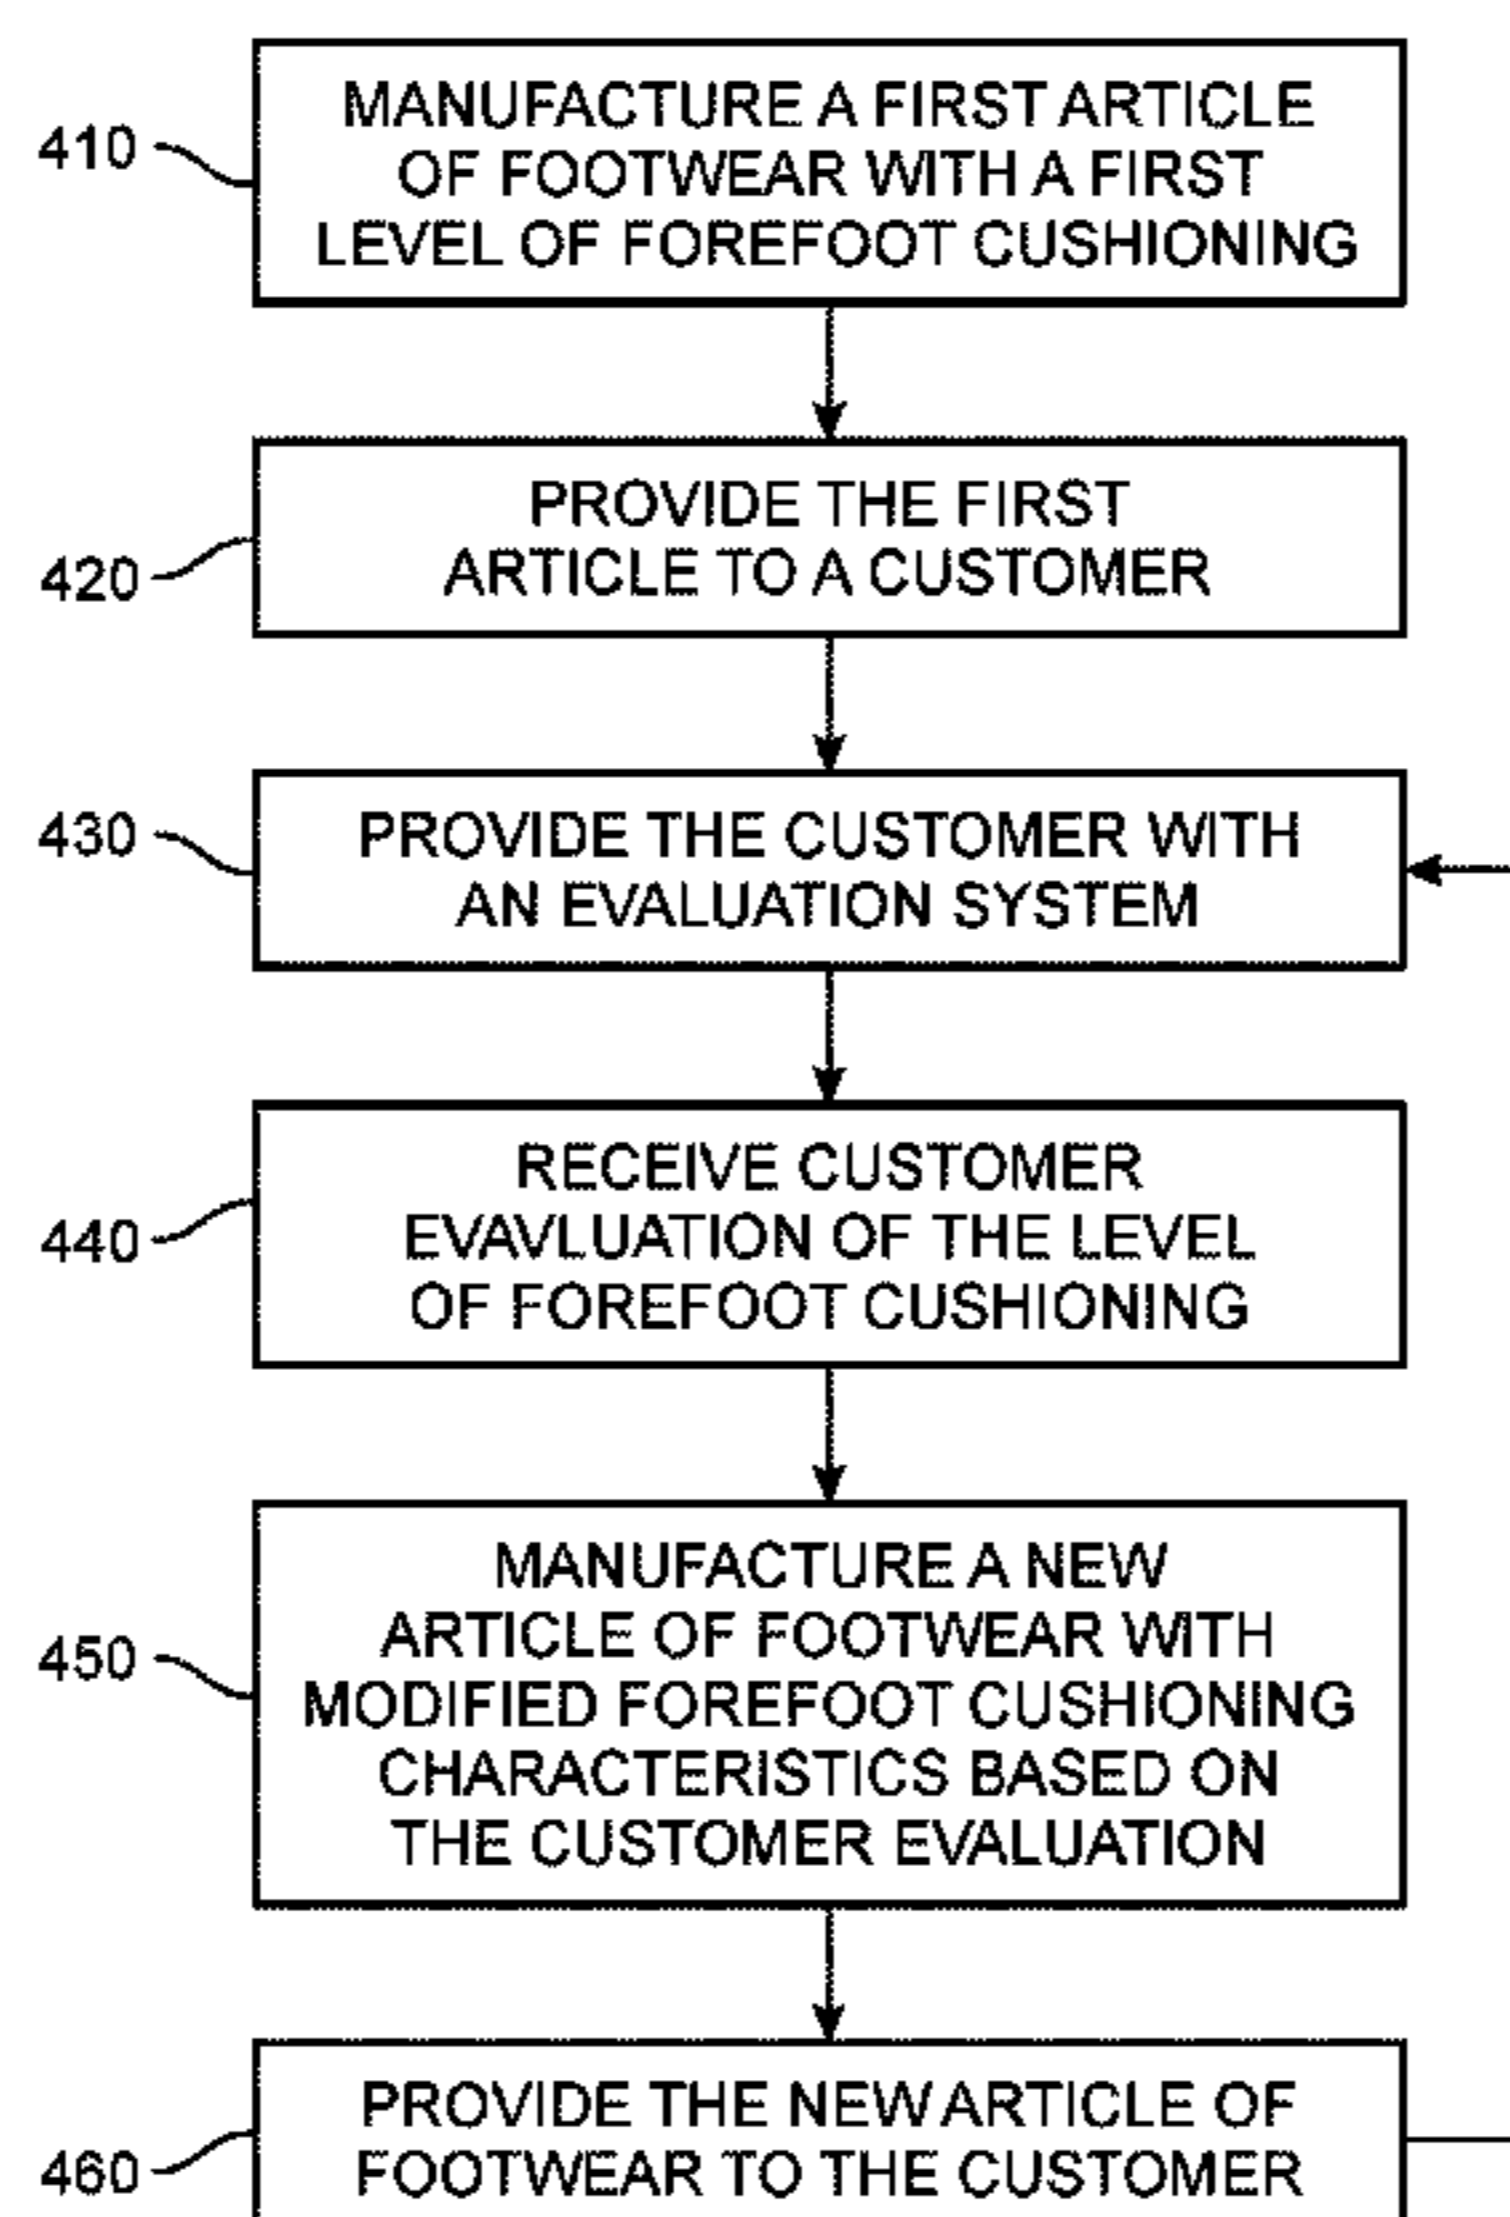 410
MANUFACTURE A FIRST ARTICLE
OF FOOTWEAR WITH A FIRST
LEVEL OF FOREFOOT CUSHIONING
420
PROVIDE THE FIRST
ARTICLE TO A CUSTOMER
430
PROVIDE THE CUSTOMER WITH
AN EVALUATION SYSTEM
440
RECEIVE CUSTOMER
EVAVLUATION OF THE LEVEL
OF FOREFOOT CUSHIONING
450
MANUFACTURE A NEW
ARTICLE OF FOOTWEAR WITH
MODIFIED FOREFOOT CUSHIONING
CHARACTERISTICS BASED ON
THE CUSTOMER EVALUATION
460
PROVIDE THE NEW ARTICLE OF
FOOTWEAR TO THE CUSTOMER